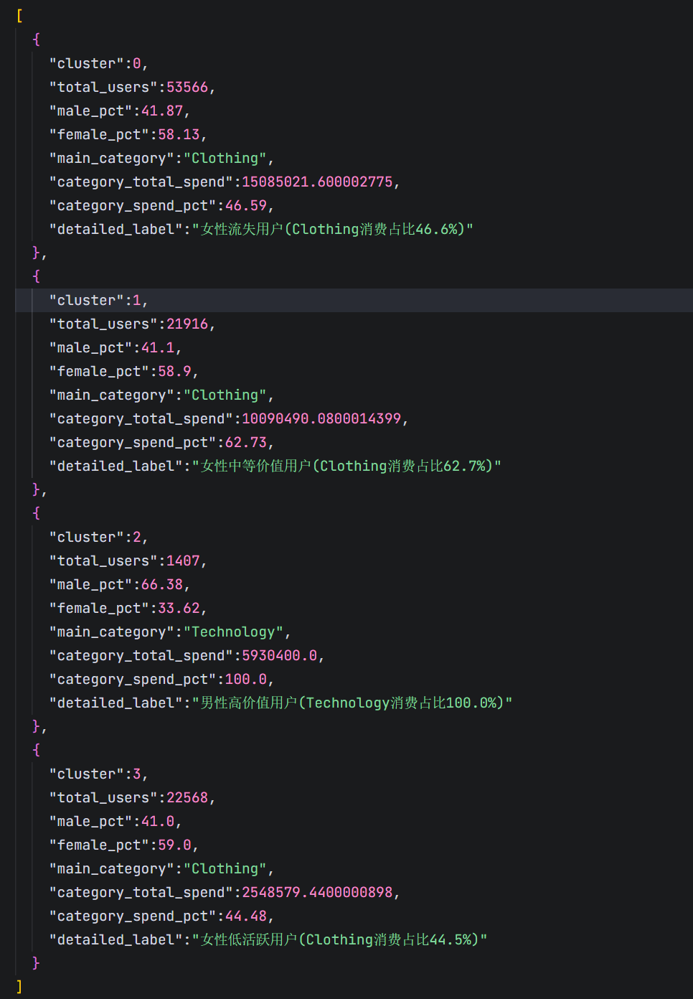 [
  {
    "cluster":0,
    "total_users":53566,
    "male_pct":41.87,
    "female_pct":58.13,
    "main_category":"Clothing",
    "category_total_spend":15085021.600002775,
    "category_spend_pct":46.59,
    "detailed_label":"女性流失用户(Clothing消费占比46.6%)"
  },
  {
    "cluster":1,
    "total_users":21916,
    "male_pct":41.1,
    "female_pct":58.9,
    "main_category":"Clothing",
    "category_total_spend":10090490.0800014399,
    "category_spend_pct":62.73,
    "detailed_label":"女性中等价值用户(Clothing消费占比62.7%)"
  },
  {
    "cluster":2,
    "total_users":1407,
    "male_pct":66.38,
    "female_pct":33.62,
    "main_category":"Technology",
    "category_total_spend":5930400.0,
    "category_spend_pct":100.0,
    "detailed_label":"男性高价值用户(Technology消费占比100.0%)"
  },
  {
    "cluster":3,
    "total_users":22568,
    "male_pct":41.0,
    "female_pct":59.0,
    "main_category":"Clothing",
    "category_total_spend":2548579.4400000898,
    "category_spend_pct":44.48,
    "detailed_label":"女性低活跃用户(Clothing消费占比44.5%)"
  }
]